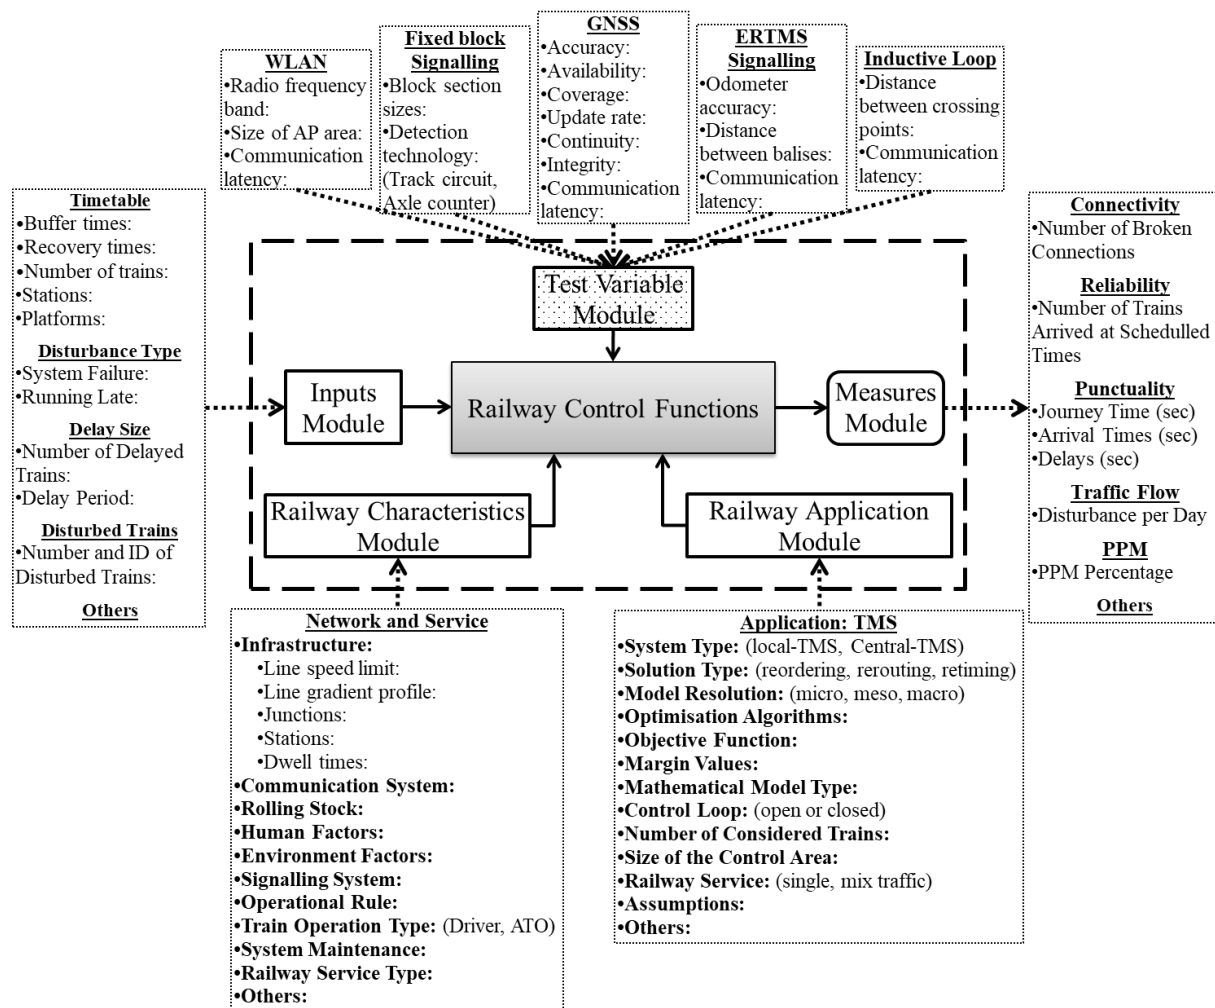 WLAN
•Radio frequency
band:
•Size of AP area:
•Communication
latency:
Fixed block
Signalling
•Block section
sizes:
•Detection
technology:
(Track circuit,
Axle counter)
GNSS
•Accuracy:
•Availability:
•Coverage:
•Update rate:
•Continuity:
•Integrity:
•Communication
latency:
ERTMS
Signalling
•Odometer
accuracy:
•Distance
between balises:
•Communication
latency:
Inductive Loop
•Distance
between crossing
points:
•Communication
latency:
Timetable
•Buffer times:
•Recovery times:
•Number of trains:
•Stations:
•Platforms:
Disturbance Type
•System Failure:
•Running Late:
Delay Size
•Number of Delayed
Trains:
•Delay Period:
Disturbed Trains
•Number and ID of
Disturbed Trains:
Others
Test Variable
Module
Inputs
Module
Railway Control Functions
Measures
Module
Railway Characteristics
Module
Railway Application
Module
Connectivity
•Number of Broken
Connections
Reliability
•Number of Trains
Arrived at Schedulled
Times
Punctuality
•Journey Time (sec)
•Arrival Times (sec)
•Delays (sec)
Traffic Flow
•Disturbance per Day
PPM
•PPM Percentage
Others
Network and Service
•Infrastructure:
•Line speed limit:
•Line gradient profile:
•Junctions:
•Stations:
•Dwell times:
•Communication System:
•Rolling Stock:
•Human Factors:
•Environment Factors:
•Signalling System:
•Operational Rule:
•Train Operation Type: (Driver, ATO)
•System Maintenance:
•Railway Service Type:
•Others:
Application: TMS
•System Type: (local-TMS, Central-TMS)
•Solution Type: (reordering, rerouting, retiming)
•Model Resolution: (micro, meso, macro)
•Optimisation Algorithms:
•Objective Function:
•Margin Values:
•Mathematical Model Type:
•Control Loop: (open or closed)
•Number of Considered Trains:
•Size of the Control Area:
•Railway Service: (single, mix traffic)
•Assumptions:
•Others: